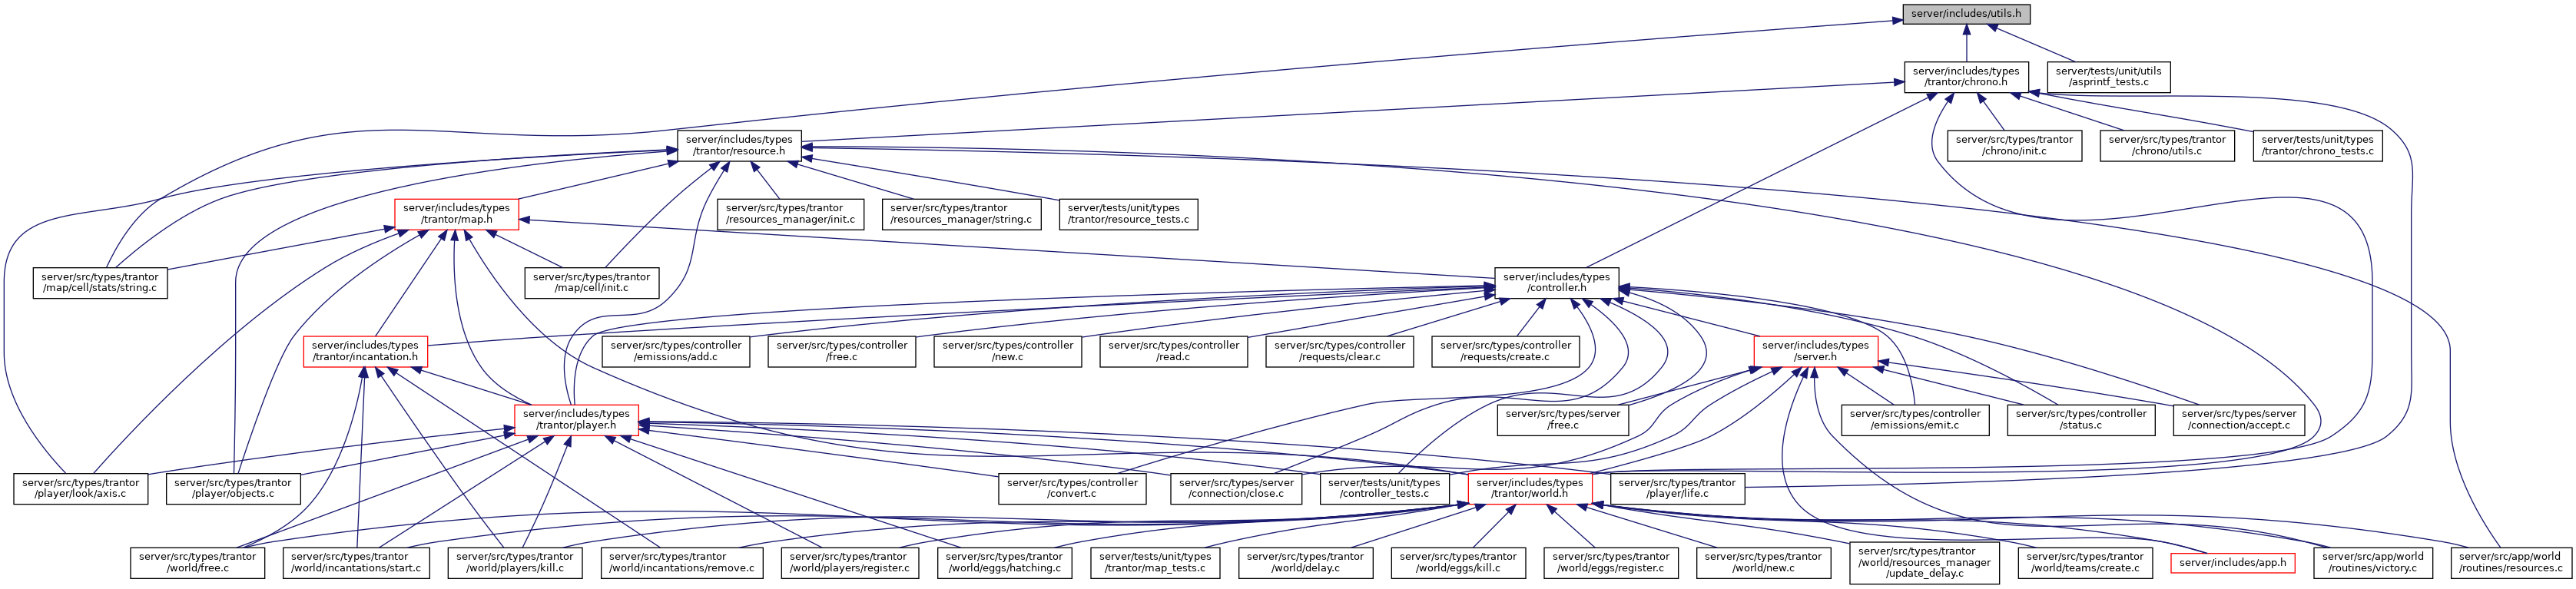 server/includes/utils.h
server/includes/types
/trantor/chrono.h
server/tests/unit/utils
/asprintf_tests.c
server/includes/types
/trantor/resource.h
server/src/types/trantor
/chrono/init.c
server/src/types/trantor
/chrono/utils.c
server/tests/unit/types
/trantor/chrono_tests.c
server/includes/types
/trantor/map.h
server/src/types/trantor
/resources_manager/init.c
server/src/types/trantor
/resources_manager/string.c
server/tests/unit/types
/trantor/resource_tests.c
server/src/types/trantor
/map/cell/stats/string.c
server/src/types/trantor
/map/cell/init.c
server/includes/types
/controller.h
server/includes/types
/trantor/incantation.h
server/src/types/controller
/emissions/add.c
server/src/types/controller
/free.c
server/src/types/controller
/new.c
server/src/types/controller
/read.c
server/src/types/controller
/requests/clear.c
server/src/types/controller
/requests/create.c
server/includes/types
/server.h
server/includes/types
/trantor/player.h
server/src/types/server
/free.c
server/src/types/controller
/emissions/emit.c
server/src/types/controller
/status.c
server/src/types/server
/connection/accept.c
server/src/types/trantor
/player/look/axis.c
server/src/types/trantor
/player/objects.c
server/src/types/controller
/convert.c
server/src/types/server
/connection/close.c
server/tests/unit/types
/controller_tests.c
server/includes/types
/trantor/world.h
server/src/types/trantor
/player/life.c
server/src/types/trantor
/world/free.c
server/src/types/trantor
/world/incantations/start.c
server/src/types/trantor
/world/players/kill.c
server/src/types/trantor
/world/incantations/remove.c
server/src/types/trantor
/world/players/register.c
server/src/types/trantor
/world/eggs/hatching.c
server/tests/unit/types
/trantor/map_tests.c
server/src/types/trantor
/world/delay.c
server/src/types/trantor
/world/eggs/kill.c
server/src/types/trantor
/world/eggs/register.c
server/src/types/trantor
/world/new.c
server/src/types/trantor
/world/resources_manager
/update_delay.c
server/src/types/trantor
/world/teams/create.c
server/includes/app.h
server/src/app/world
/routines/victory.c
server/src/app/world
/routines/resources.c